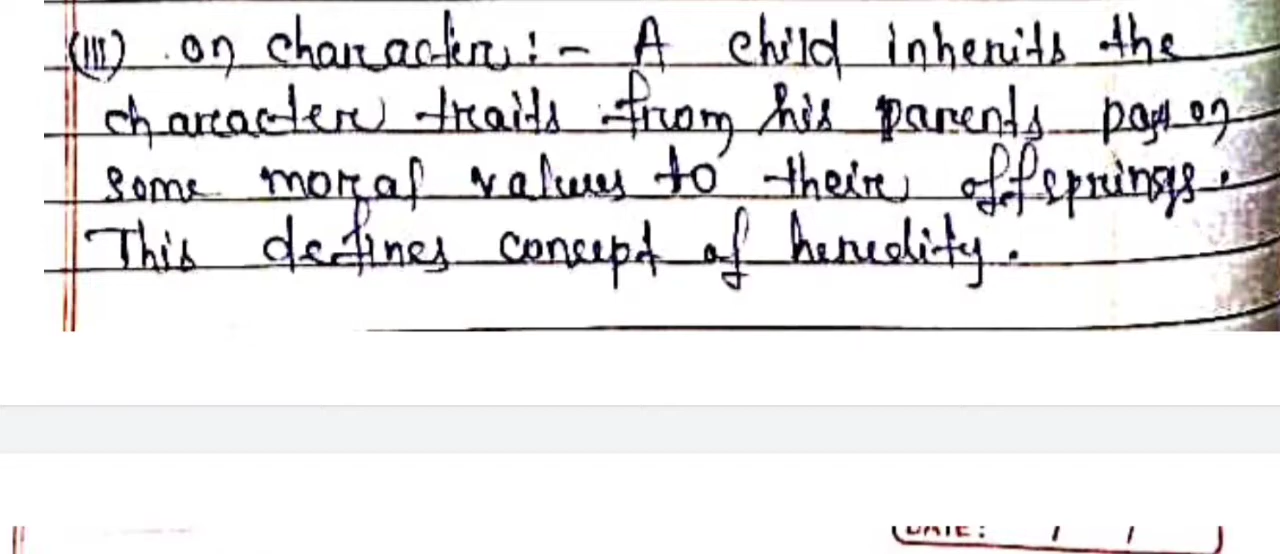 (III) on character:- A child inherits the
character traits from his parents pass on
some moral values to their offsprings.
This defines concept of heredity.
DATE: / /